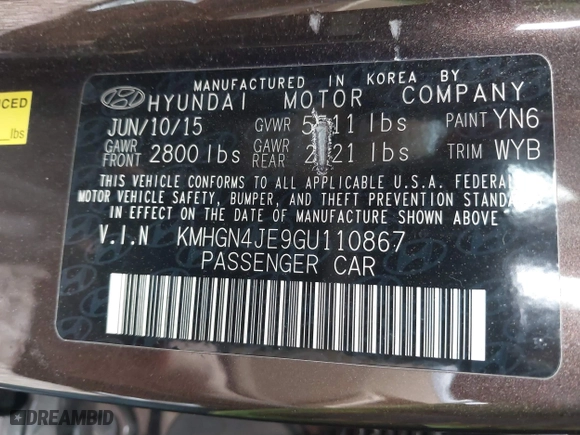 MANUFACTURED IN KOREA BY
HYUNDAI MOTOR COMPANY
JUN/10/15 GVWR lbs PAINT YN6
GAWR FRONT 2800 lbs GAWR REAR lbs TRIM WYB
THIS VEHICLE CONFORMS TO ALL APPLICABLE U.S.A. FEDERAL
MOTOR VEHICLE SAFETY, BUMPER, AND THEFT PREVENTION STANDARDS
IN EFFECT ON THE DATE OF MANUFACTURE SHOWN ABOVE
V.I.N KMHGN4JE9GU110867
PASSENGER CAR
lbs
DREAMBID